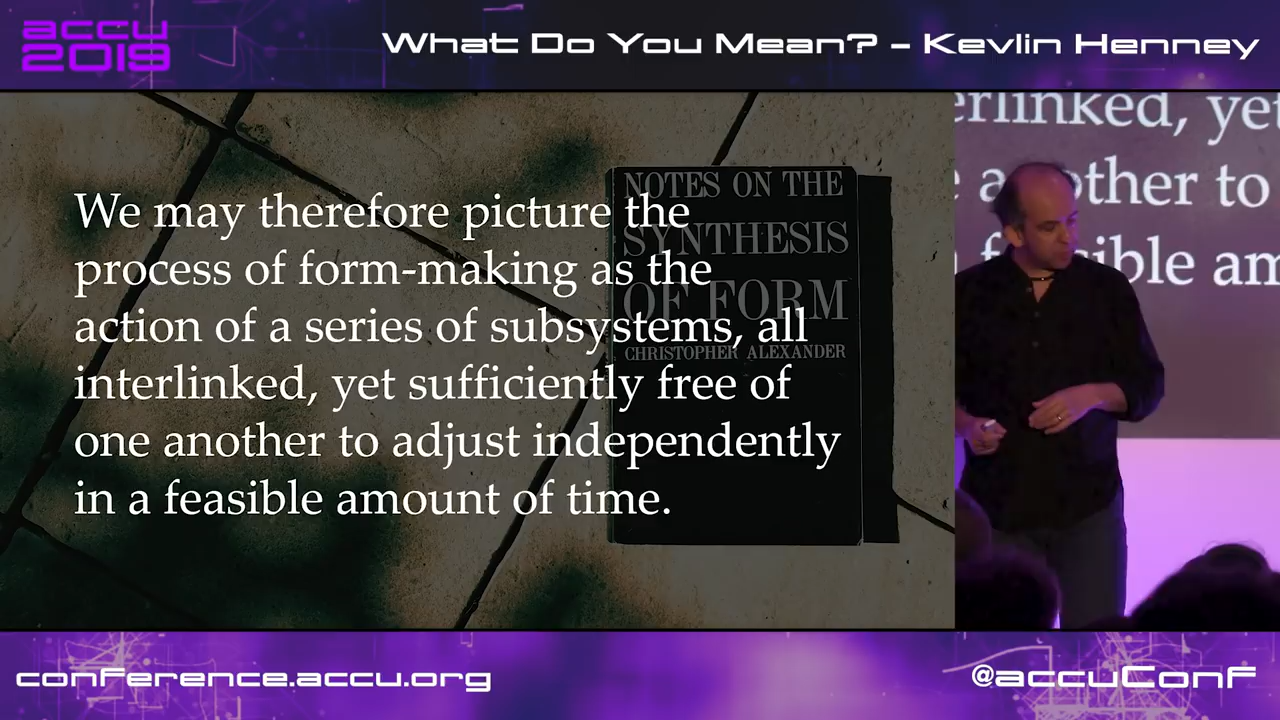 accu
2019
What Do You Mean? - Kevlin Henney
We may therefore picture the
process of form-making as the
action of a series of subsystems, all
interlinked, yet sufficiently free of
one another to adjust independently
in a feasible amount of time.
NOTES ON THE
SYNTHESIS
OF FORM
CHRISTOPHER ALEXANDER
erlinked, yet
e another to
feasible am
conference.accu.org
@accuConf